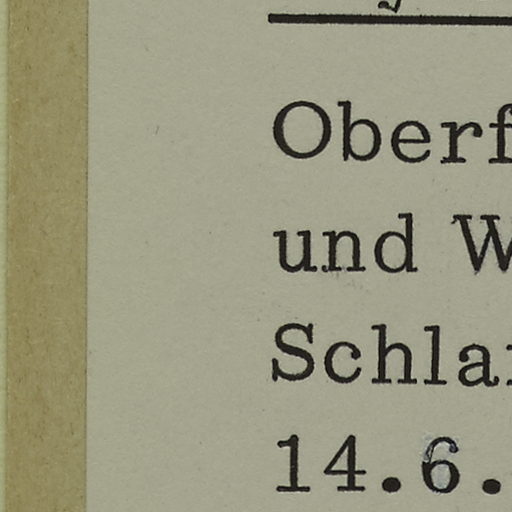 Oberf
und W
Schla
14.6.